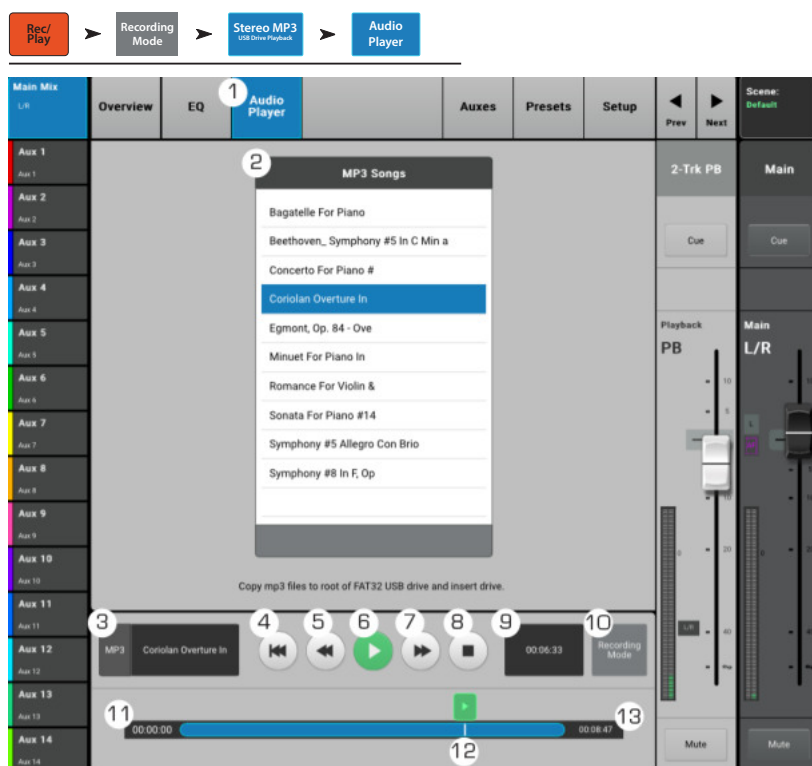 Rec/
Play
Recording
Mode
Stereo MP3
USB Drive Playback
Audio
Player
Main Mix
L/R
Overview
EQ
1
Audio
Player
Auxes
Presets
Setup
Prev
Next
Scene:
Default
Aux 1
Aux 1
Aux 2
Aux 2
Aux 3
Aux 3
Aux 4
Aux 4
Aux 5
Aux 5
Aux 6
Aux 6
Aux 7
Aux 7
Aux 8
Aux 8
Aux 9
Aux 9
Aux 10
Aux 10
Aux 11
Aux 11
Aux 12
Aux 12
Aux 13
Aux 13
Aux 14
Aux 14
2
MP3 Songs
Bagatelle For Piano
Beethoven_ Symphony #5 In C Min a
Concerto For Piano #
Coriolan Overture In
Egmont, Op. 84 - Ove
Minuet For Piano In
Romance For Violin &
Sonata For Piano #14
Symphony #5 Allegro Con Brio
Symphony #8 In F, Op
Copy mp3 files to root of FAT32 USB drive and insert drive.
3
MP3
Coriolan Overture In
4
5
6
7
8
9
00:06:33
10
Recording
Mode
11
00:00:00
12
00:08:47
13
2-Trk PB
Cue
Playback
PB
10
5
10
20
40
0
L/R
Mute
Main
Cue
Main
L/R
L
0
Mute